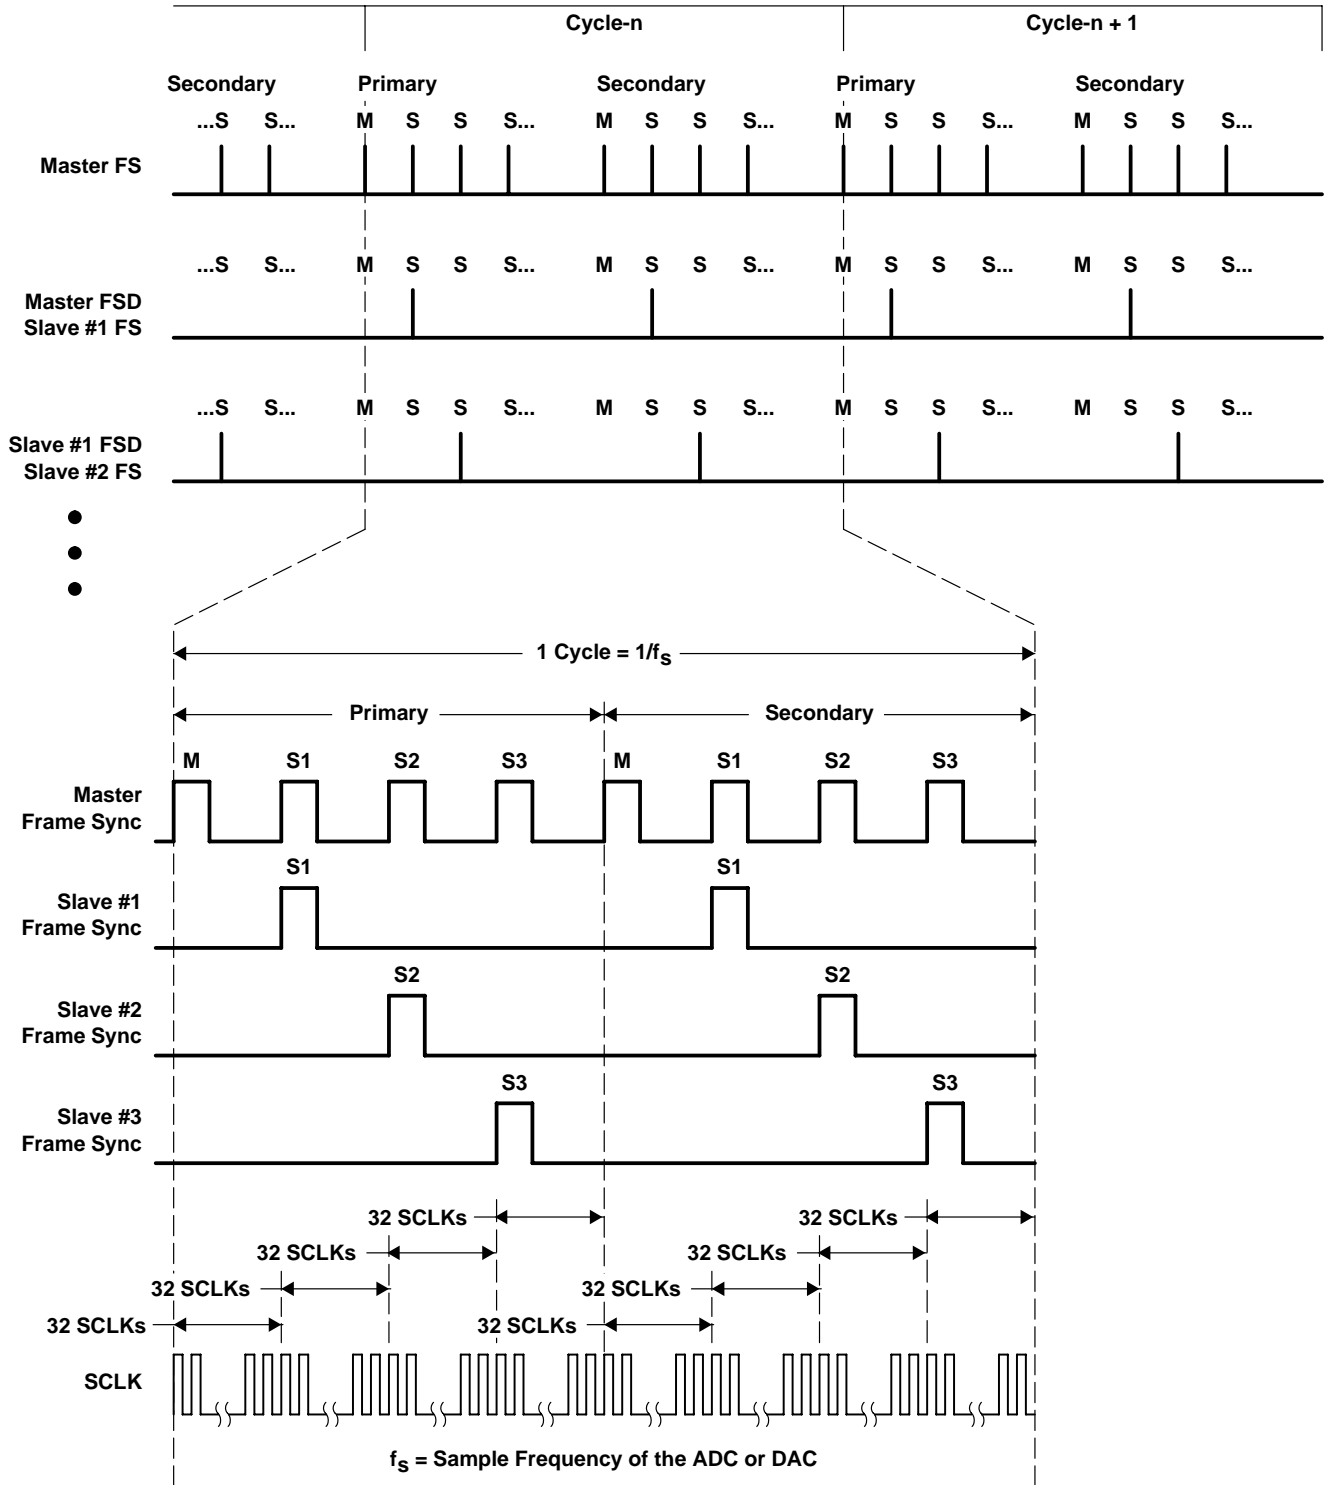 Cycle-n Cycle-n + 1
Secondary Primary Secondary Primary Secondary
...S S... M S S S... M S S S... M S S S... M S S S...
Master FS
...S S... M S S S... M S S S... M S S S... M S S S...
Master FSD
Slave #1 FS
...S S... M S S S... M S S S... M S S S... M S S S...
Slave #1 FSD
Slave #2 FS
1 Cycle = 1/fs
Primary Secondary
M S1 S2 S3 M S1 S2 S3
Master
Frame Sync
S1 S1
Slave #1
Frame Sync
S2 S2
Slave #2
Frame Sync
S3 S3
Slave #3
Frame Sync
32 SCLKs 32 SCLKs
32 SCLKs 32 SCLKs
32 SCLKs 32 SCLKs
32 SCLKs 32 SCLKs
SCLK
fs = Sample Frequency of the ADC or DAC